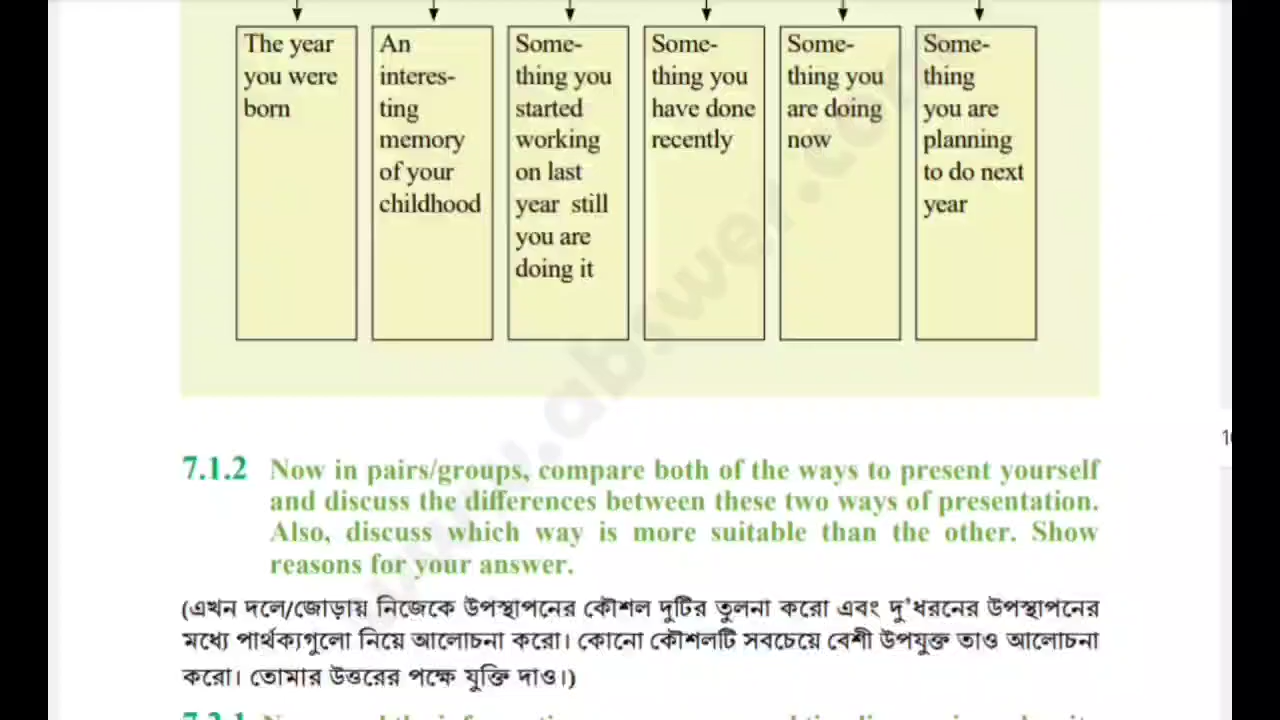 The year
you were
born
An
interes-
ting
memory
of your
childhood
Some-
thing you
started
working
on last
year still
you are
doing it
Some-
thing you
have done
recently
Some-
thing you
are doing
now
Some-
thing
you are
planning
to do next
year
www.abswer.com
7.1.2 Now in pairs/groups, compare both of the ways to present yourself
and discuss the differences between these two ways of presentation.
Also, discuss which way is more suitable than the other. Show
reasons for your answer.
(এখন দলে/জোড়ায় নিজেকে উপস্থাপনের কৌশল দুটির তুলনা করো এবং দু'ধরনের উপস্থাপনের
মধ্যে পার্থক্যগুলো নিয়ে আলোচনা করো। কোনো কৌশলটি সবচেয়ে বেশী উপযুক্ত তাও আলোচনা
করো। তোমার উত্তরের পক্ষে যুক্তি দাও।)